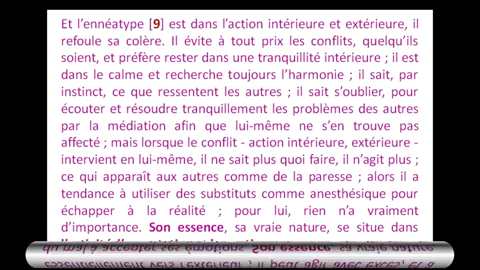 Et l’ennéatype [9] est dans l’action intérieure et extérieure, il
refoule sa colère. Il évite à tout prix les conflits, quelqu’ils
soient, et préfère rester dans une tranquillité intérieure ; il est
dans le calme et recherche toujours l’harmonie ; il sait, par
instinct, ce que ressentent les autres ; il sait s’oublier, pour
écouter et résoudre tranquillement les problèmes des autres
par la médiation afin que lui-même ne s’en trouve pas
affecté ; mais lorsque le conflit - action intérieure, extérieure -
intervient en lui-même, il ne sait plus quoi faire, il n’agit plus ;
ce qui apparaît aux autres comme de la paresse ; alors il a
tendance à utiliser des substituts comme anesthésique pour
échapper à la réalité ; pour lui, rien n’a vraiment
d’importance. Son essence, sa vraie nature, se situe dans